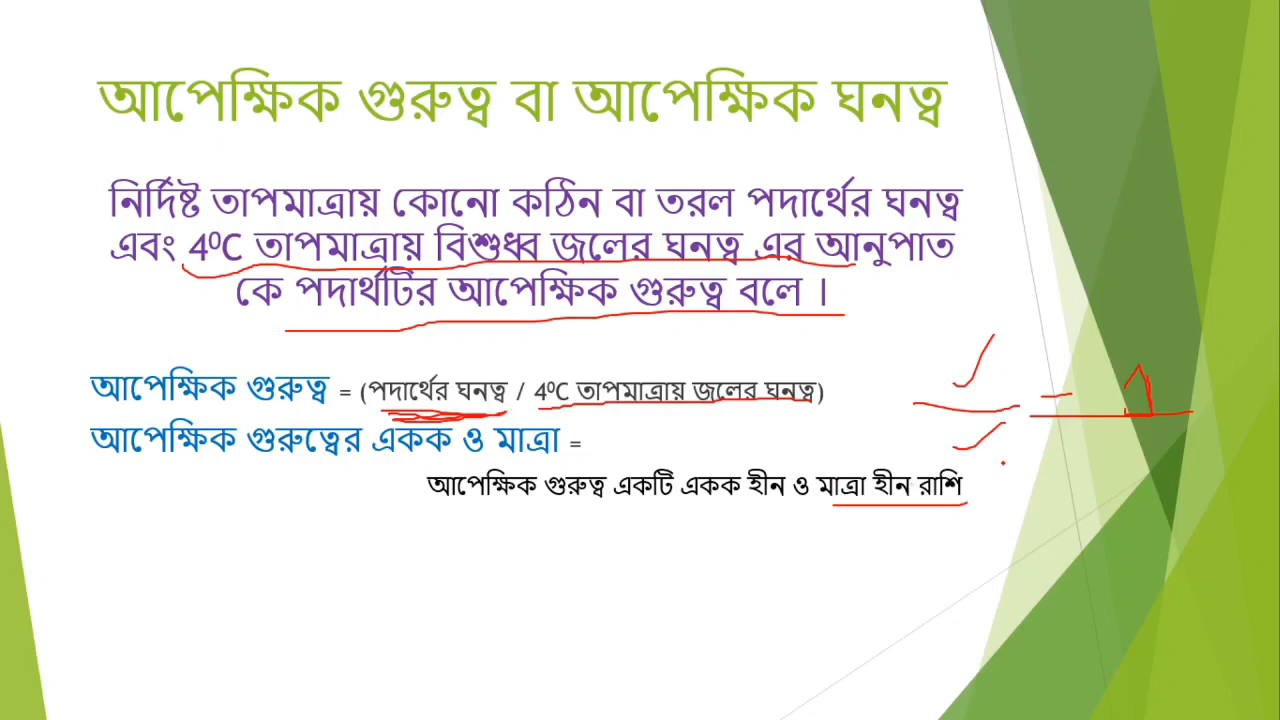 আপেক্ষিক গুরুত্ব বা আপেক্ষিক ঘনত্ব
নির্দিষ্ট তাপমাত্রায় কোনো কঠিন বা তরল পদার্থের ঘনত্ব
এবং 4⁰C তাপমাত্রায় বিশুধ্ব জলের ঘনত্ব এর আনুপাত
কে পদার্থটির আপেক্ষিক গুরুত্ব বলে ।
আপেক্ষিক গুরুত্ব = (পদার্থের ঘনত্ব / 4⁰C তাপমাত্রায় জলের ঘনত্ব)
আপেক্ষিক গুরুত্বের একক ও মাত্রা =
আপেক্ষিক গুরুত্ব একটি একক হীন ও মাত্রা হীন রাশি